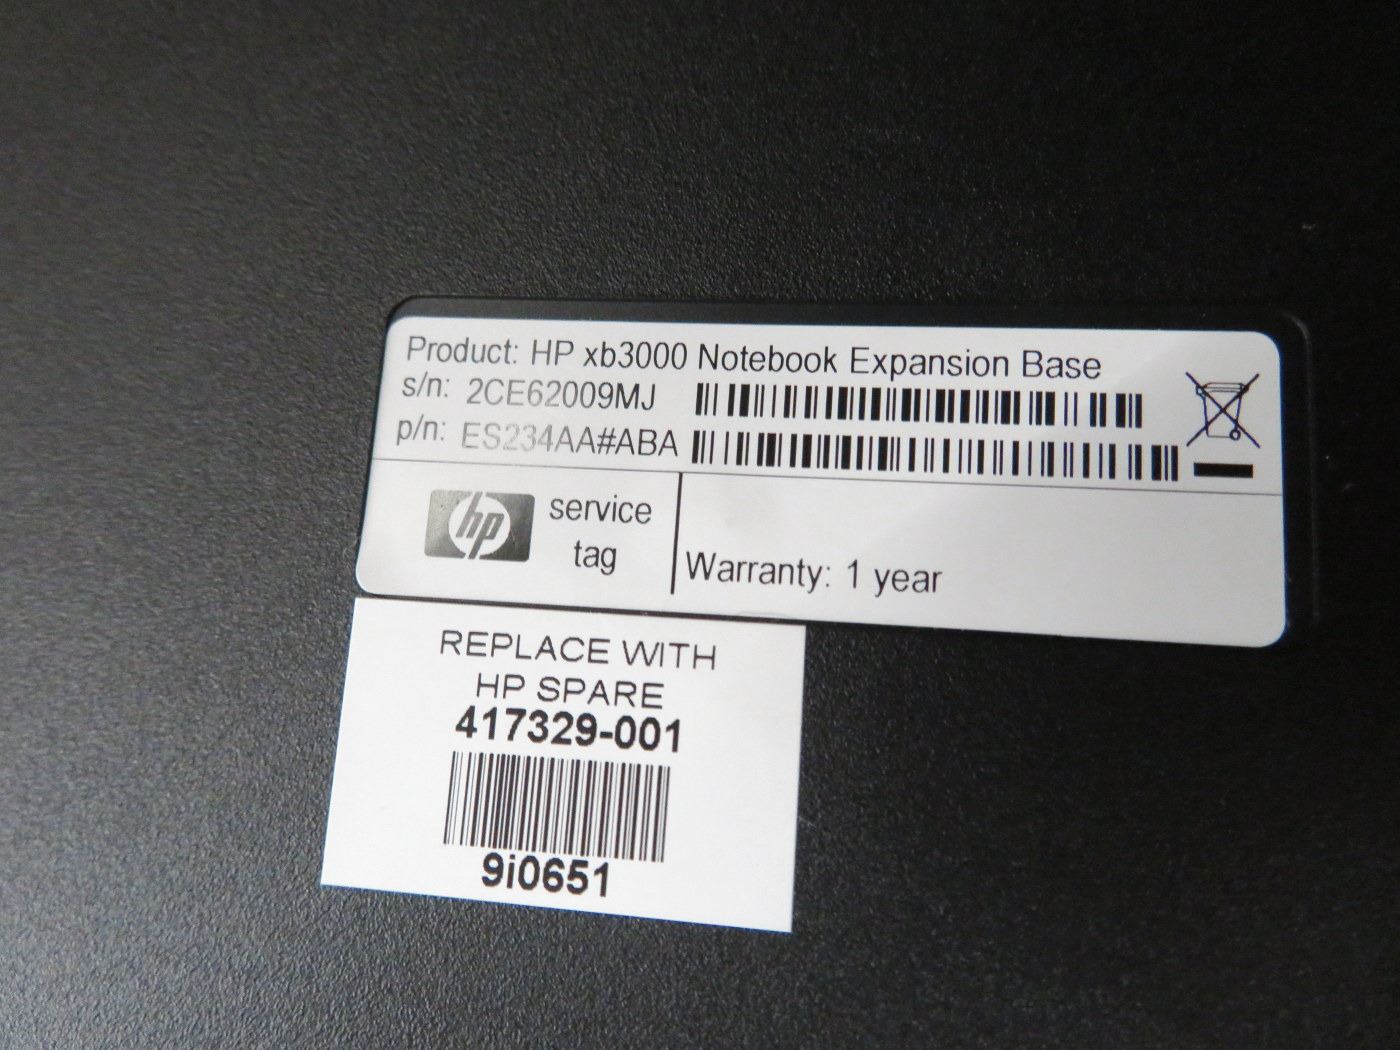 Product: HP xb3000 Notebook Expansion Base
s/n: 2CE62009MJ
p/n: ES234AA#ABA
hp
service
tag
Warranty: 1 year
REPLACE WITH
HP SPARE
417329-001
9i0651